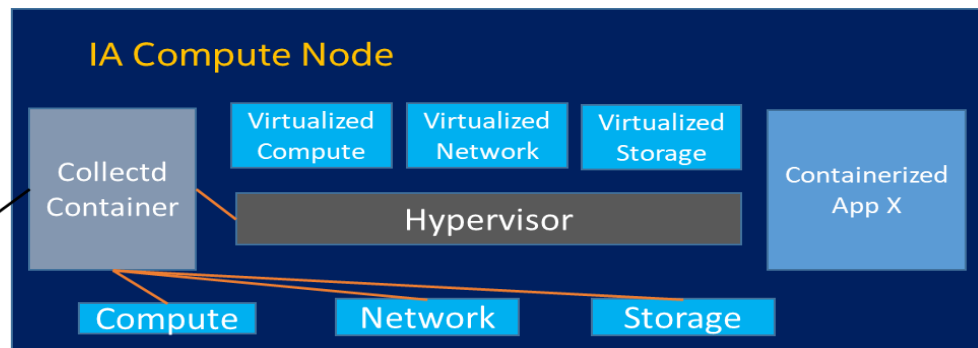 IA Compute Node
Collectd
Container
Virtualized
Compute
Virtualized
Network
Virtualized
Storage
Hypervisor
Containerized
App X
Compute
Network
Storage